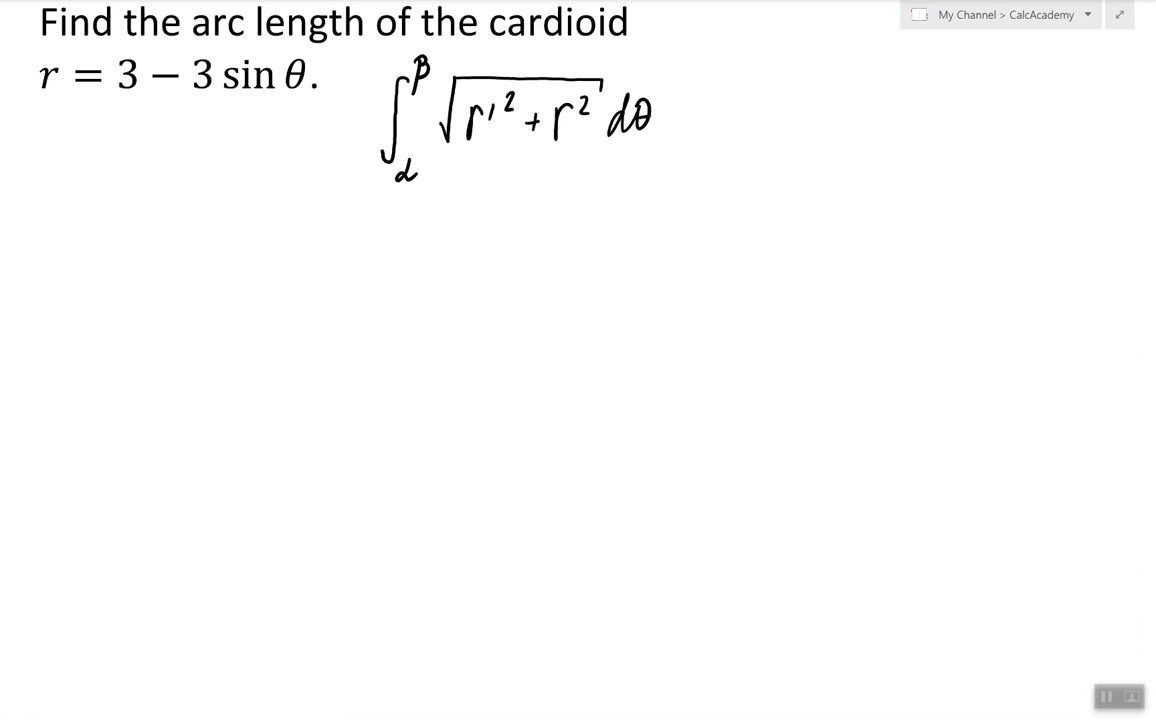 Find the arc length of the cardioid
My Channel > CalcAcademy
r = 3 − 3 sin θ.
∫_α^β √(r'² + r²) dθ